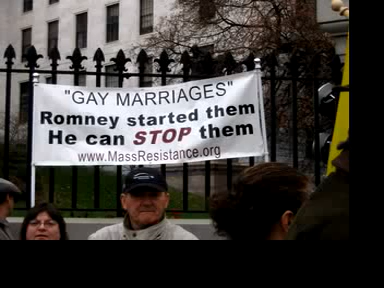 "GAY MARRIAGES"
Romney started them
He can STOP them
www.MassResistance.org